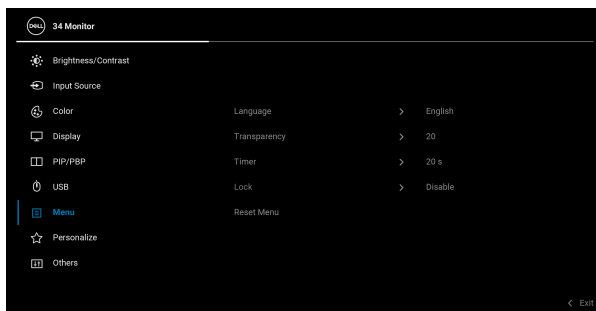 DELL 34 Monitor
Brightness/Contrast
Input Source
Color Language English
Display Transparency 20
PIP/PBP Timer 20 s
USB Lock Disable
Menu Reset Menu
Personalize
Others
Exit